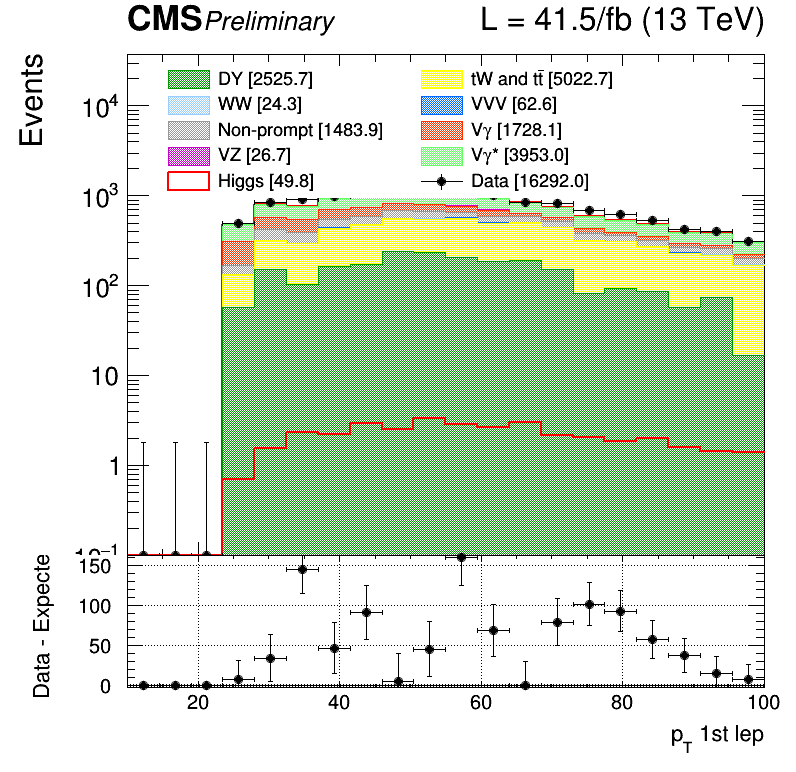 CMS Preliminary L = 41.5/fb (13 TeV)
Events
DY [2525.7] tW and tt̄ [5022.7]
WW [24.3] VVV [62.6]
Non-prompt [1483.9] Vγ [1728.1]
VZ [26.7] Vγ* [3953.0]
Higgs [49.8] Data [16292.0]
10⁴
10³
10²
10
1
Data - Expecte
150
100
50
0
20 40 60 80 100
p_T 1st lep